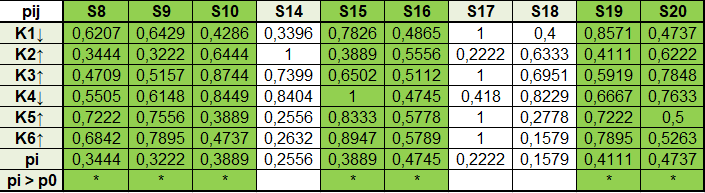 pij S8 S9 S10 S14 S15 S16 S17 S18 S19 S20
K1↓ 0,6207 0,6429 0,4286 0,3396 0,7826 0,4865 1 0,4 0,8571 0,4737
K2↑ 0,3444 0,3222 0,6444 1 0,3889 0,5556 0,2222 0,6333 0,4111 0,6222
K3↑ 0,4709 0,5157 0,8744 0,7399 0,6502 0,5112 1 0,6951 0,5919 0,7848
K4↓ 0,5505 0,6148 0,8449 0,8404 1 0,4745 0,418 0,8229 0,6667 0,7633
K5↑ 0,7222 0,7556 0,3889 0,2556 0,8333 0,5778 1 0,2778 0,7222 0,5
K6↑ 0,6842 0,7895 0,4737 0,2632 0,8947 0,5789 1 0,1579 0,7895 0,5263
pi 0,3444 0,3222 0,3889 0,2556 0,3889 0,4745 0,2222 0,1579 0,4111 0,4737
pi > p0 * * * * * * *